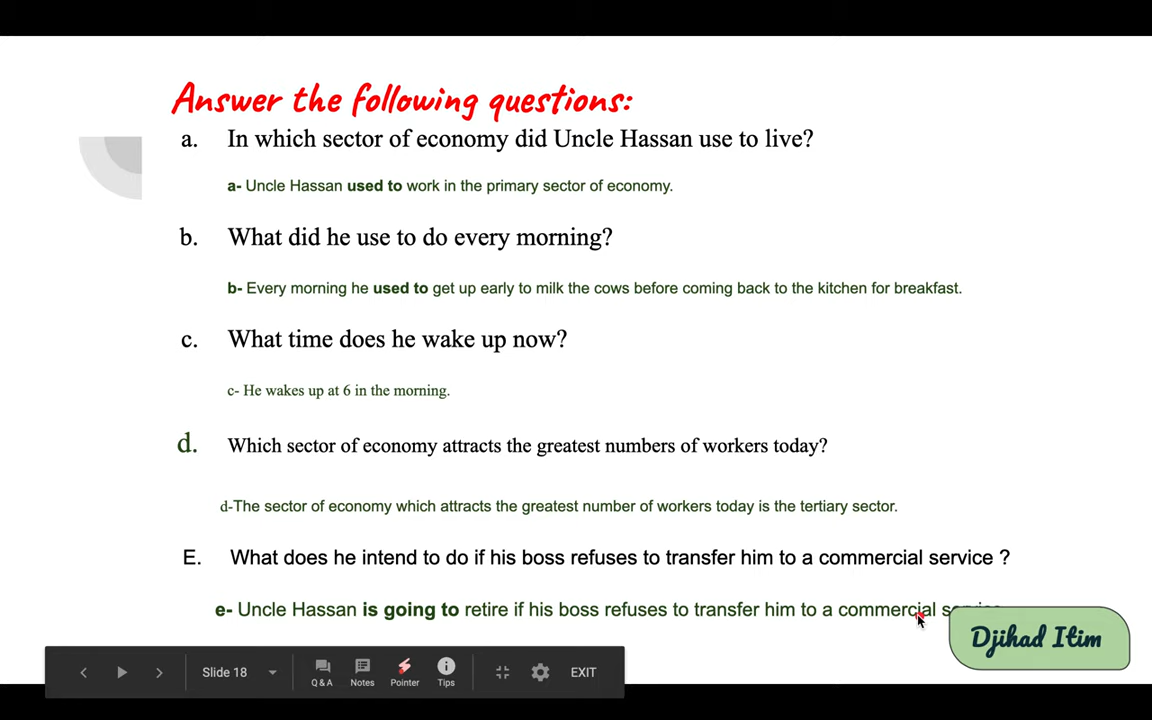 Answer the following questions:
a. In which sector of economy did Uncle Hassan use to live?
a- Uncle Hassan used to work in the primary sector of economy.
b. What did he use to do every morning?
b- Every morning he used to get up early to milk the cows before coming back to the kitchen for breakfast.
c. What time does he wake up now?
c- He wakes up at 6 in the morning.
d. Which sector of economy attracts the greatest numbers of workers today?
d-The sector of economy which attracts the greatest number of workers today is the tertiary sector.
E. What does he intend to do if his boss refuses to transfer him to a commercial service ?
e- Uncle Hassan is going to retire if his boss refuses to transfer him to a commercial
Djihad Itim
Slide 18
Q & A Notes Pointer Tips
EXIT